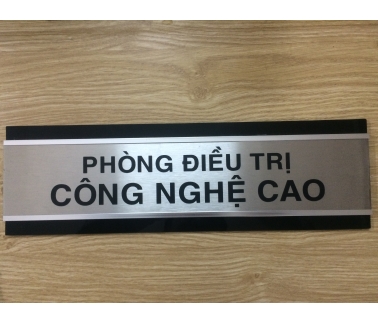 PHÒNG ĐIỀU TRỊ
CÔNG NGHỆ CAO